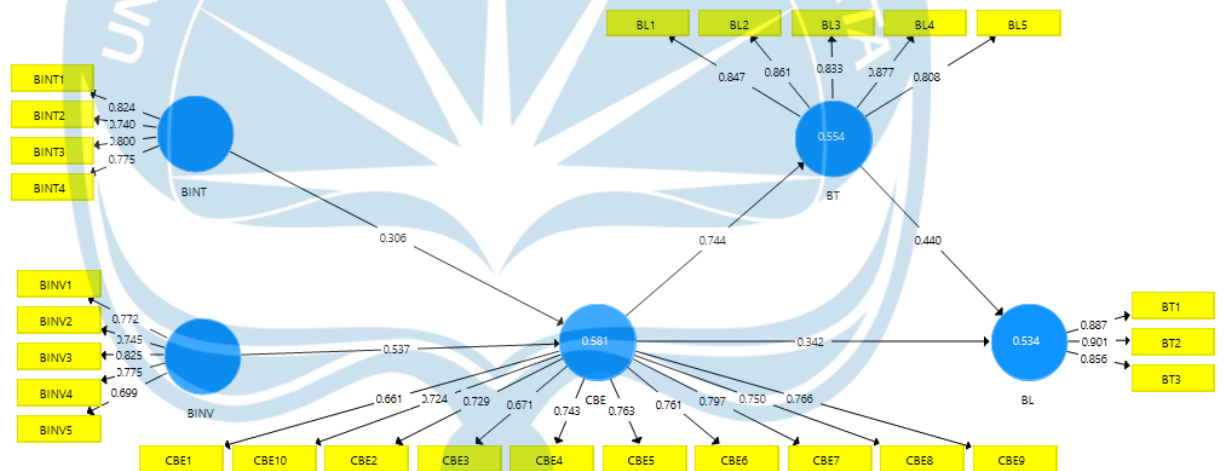 BL1 BL2 BL3 BL4 BL5
0.847 0.861 0.833 0.877 0.808
BINT1
BINT2
BINT3
BINT4
0.824
0.740
0.800
0.775
BINT
0.554
BT
0.306
0.744
0.440
BINV1
BINV2
BINV3
BINV4
BINV5
0.772
0.745
0.825
0.775
0.699
BINV
0.537
0.581
CBE
0.342
0.534
BL
0.887
0.901
0.856
BT1
BT2
BT3
0.661 0.724 0.729 0.671 0.743 0.763 0.761 0.797 0.750 0.766
CBE1 CBE10 CBE2 CBE3 CBE4 CBE5 CBE6 CBE7 CBE8 CBE9